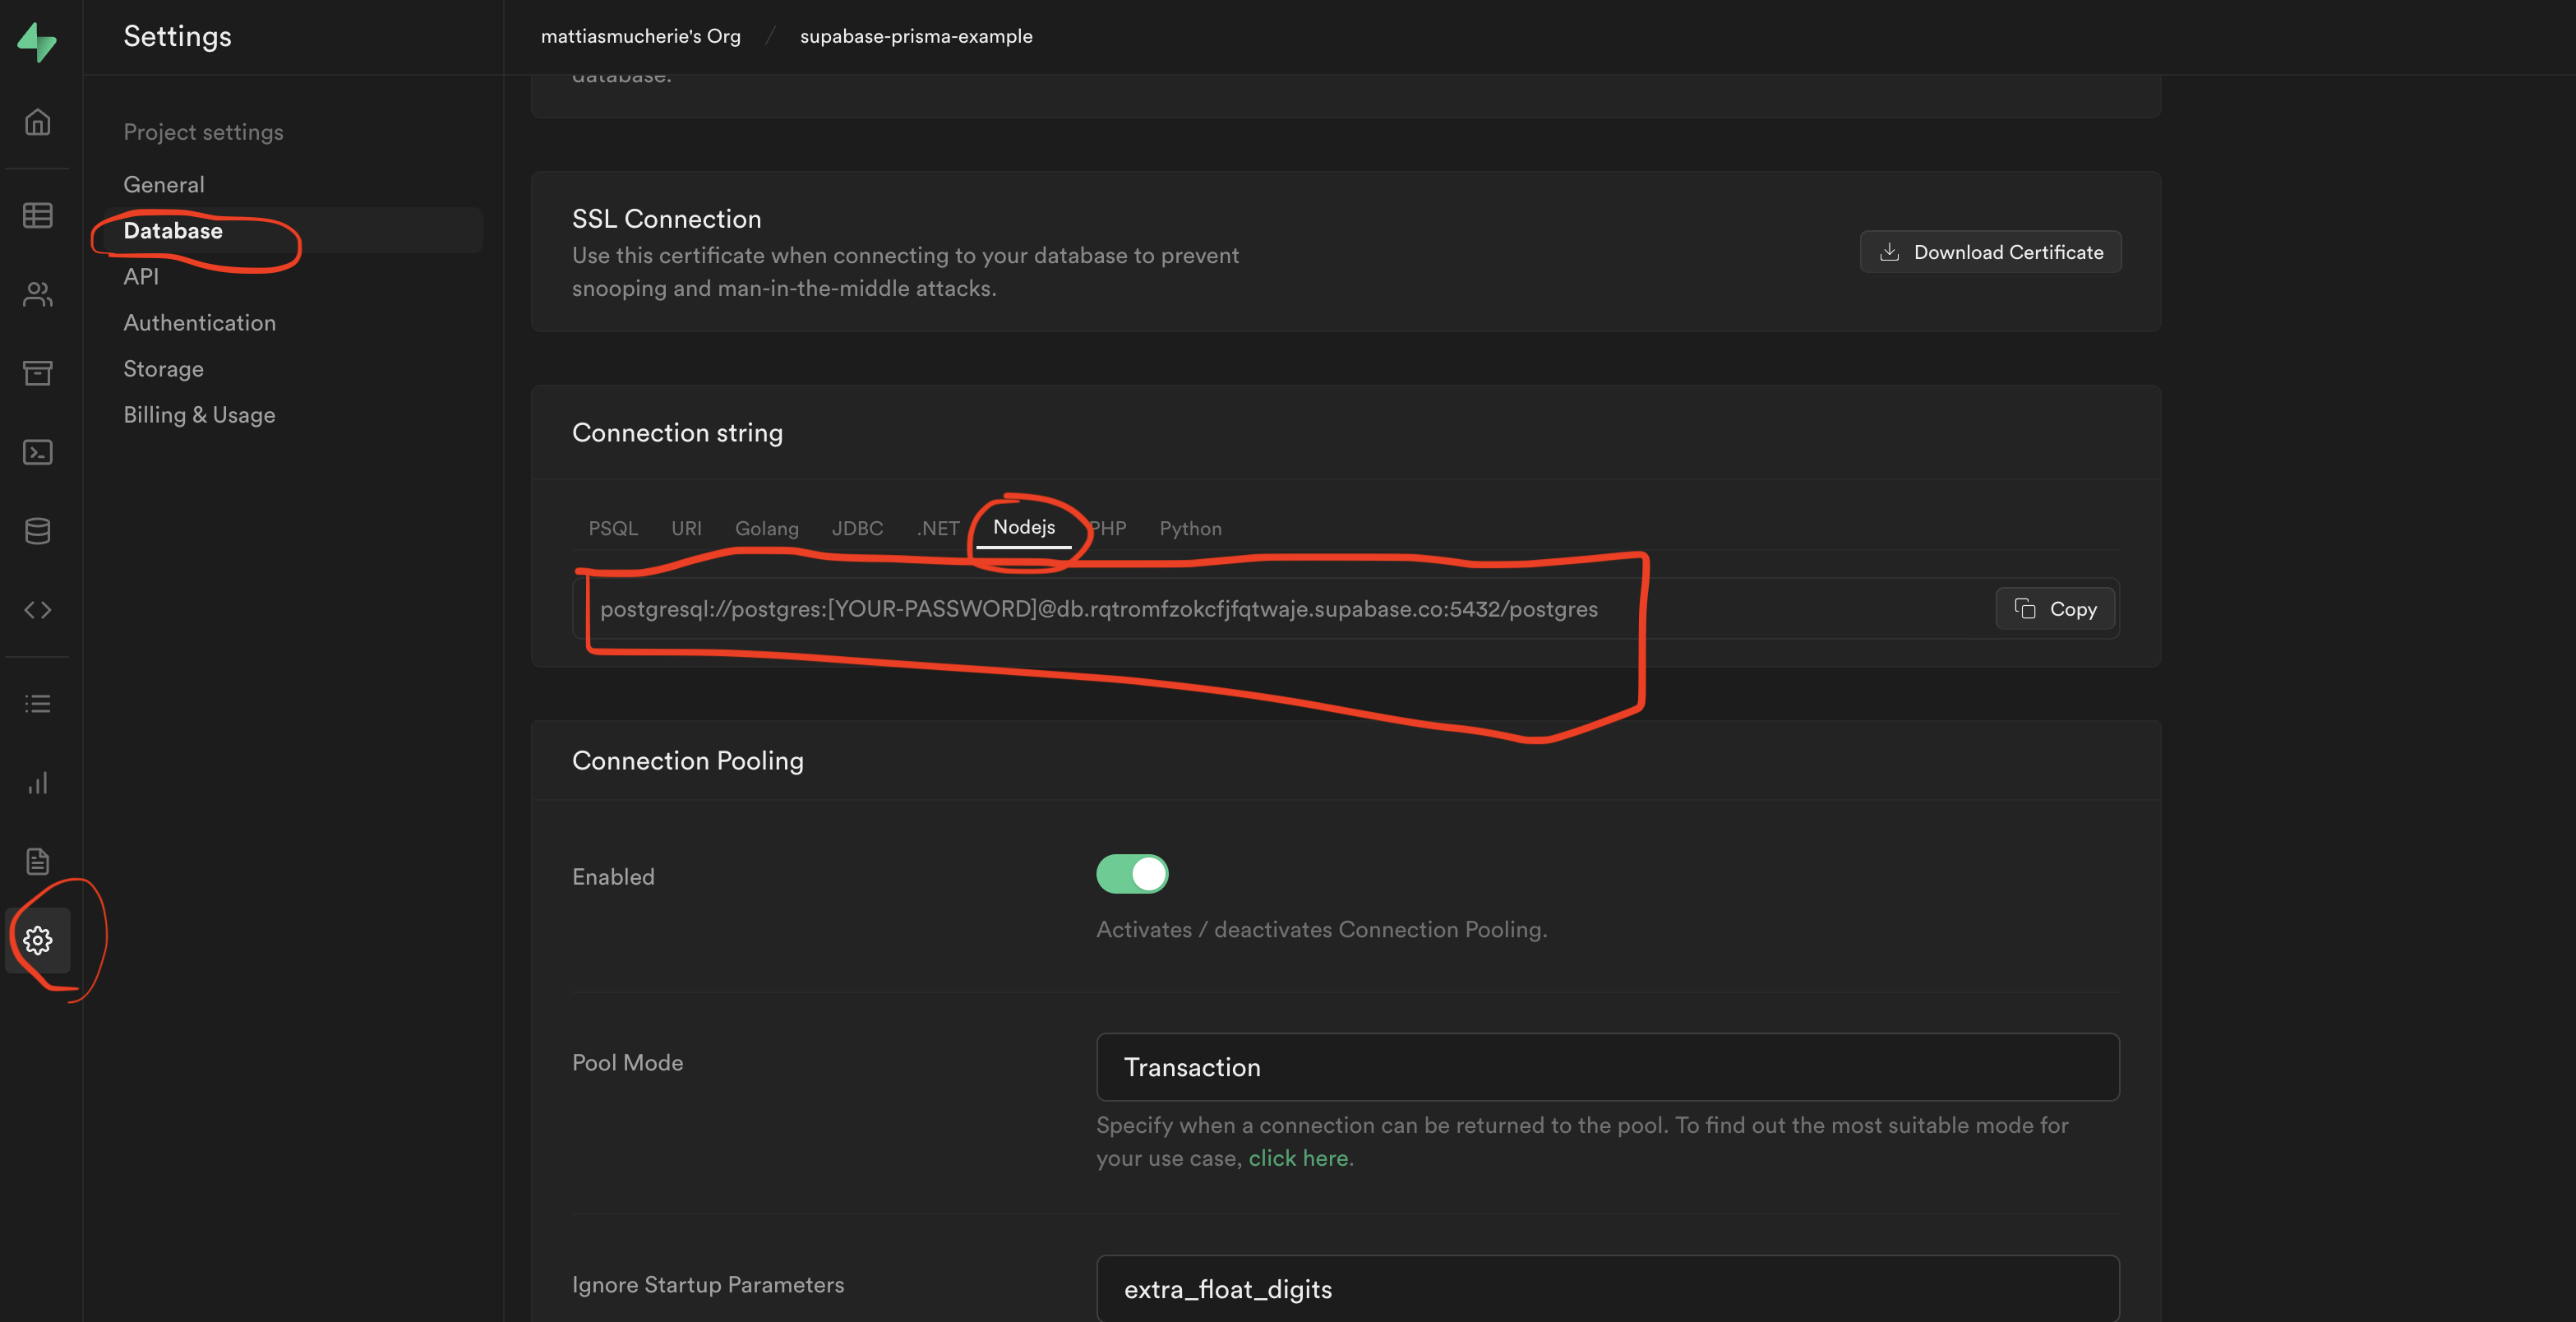 Settings
mattiasmucherie's Org / supabase-prisma-example
Project settings
General
Database
API
Authentication
Storage
Billing & Usage
database.
SSL Connection
Use this certificate when connecting to your database to prevent
snooping and man-in-the-middle attacks.
Download Certificate
Connection string
PSQL URI Golang JDBC .NET Nodejs PHP Python
postgresql://postgres:[YOUR-PASSWORD]@db.rqtromfzokcfjfqtwaje.supabase.co:5432/postgres
Copy
Connection Pooling
Enabled
Activates / deactivates Connection Pooling.
Pool Mode
Transaction
Specify when a connection can be returned to the pool. To find out the most suitable mode for
your use case, click here.
Ignore Startup Parameters
extra_float_digits